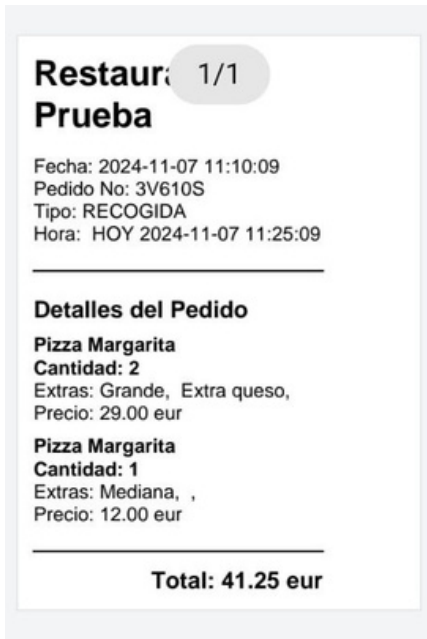 Restaur
1/1
Prueba
Fecha: 2024-11-07 11:10:09
Pedido No: 3V610S
Tipo: RECOGIDA
Hora: HOY 2024-11-07 11:25:09
Detalles del Pedido
Pizza Margarita
Cantidad: 2
Extras: Grande, Extra queso,
Precio: 29.00 eur
Pizza Margarita
Cantidad: 1
Extras: Mediana, ,
Precio: 12.00 eur
Total: 41.25 eur